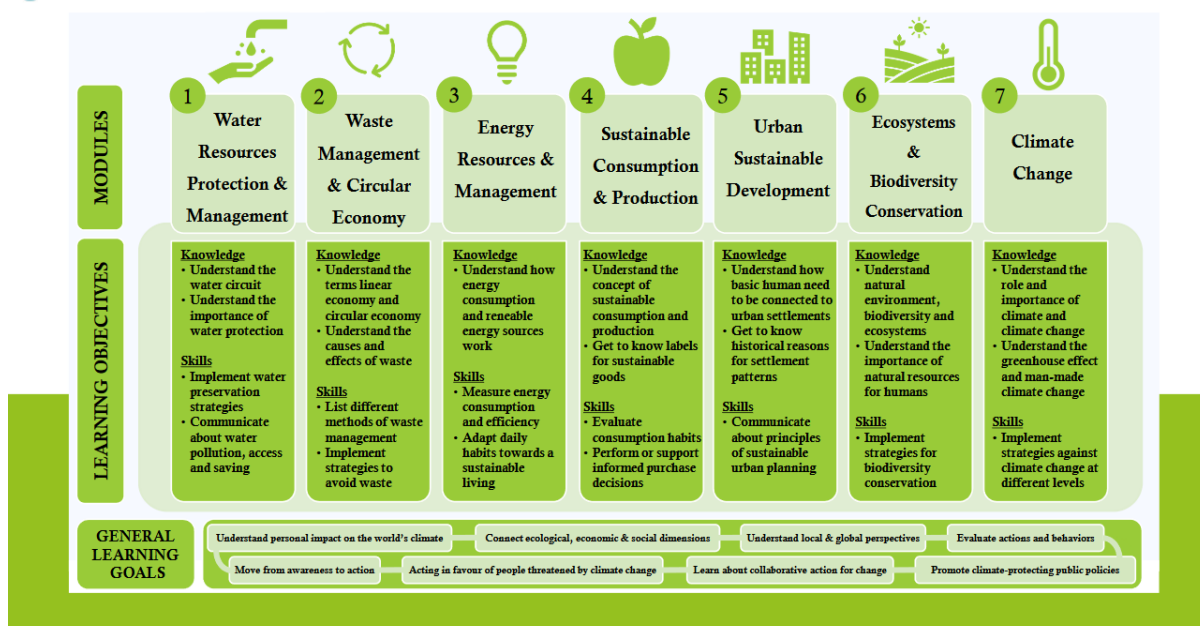 MODULES
1
Water
Resources
Protection &
Management
2
Waste
Management
& Circular
Economy
3
Energy
Resources &
Management
4
Sustainable
Consumption
& Production
5
Urban
Sustainable
Development
6
Ecosystems
&
Biodiversity
Conservation
7
Climate
Change
LEARNING OBJECTIVES
Knowledge
• Understand the
water circuit
• Understand the
importance of
water protection
Skills
• Implement water
preservation
strategies
• Communicate
about water
pollution, access
and saving
Knowledge
• Understand the
terms linear
economy and
circular economy
• Understand the
causes and
effects of waste
Skills
• List different
methods of waste
management
• Implement
strategies to
avoid waste
Knowledge
• Understand how
energy
consumption
and reneable
energy sources
work
Skills
• Measure energy
consumption
and efficiency
• Adapt daily
habits towards a
sustainable
living
Knowledge
• Understand the
concept of
sustainable
consumption and
production
• Get to know labels
for sustainable
goods
Skills
• Evaluate
consumption habits
• Perform or support
informed purchase
decisions
Knowledge
• Understand how
basic human need
to be connected to
urban settlements
• Get to know
historical reasons
for settlement
patterns
Skills
• Communicate
about principles
of sustainable
urban planning
Knowledge
• Understand
natural
environment,
biodiversity and
ecosystems
• Understand the
importance of
natural resources
for humans
Skills
• Implement
strategies for
biodiversity
conservation
Knowledge
• Understand the
role and
importance of
climate and
climate change
• Understand the
greenhouse effect
and man-made
climate change
Skills
• Implement
strategies against
climate change at
different levels
GENERAL
LEARNING
GOALS
Understand personal impact on the world's climate
Connect ecological, economic & social dimensions
Understand local & global perspectives
Evaluate actions and behaviors
Move from awareness to action
Acting in favour of people threatened by climate change
Learn about collaborative action for change
Promote climate-protecting public policies